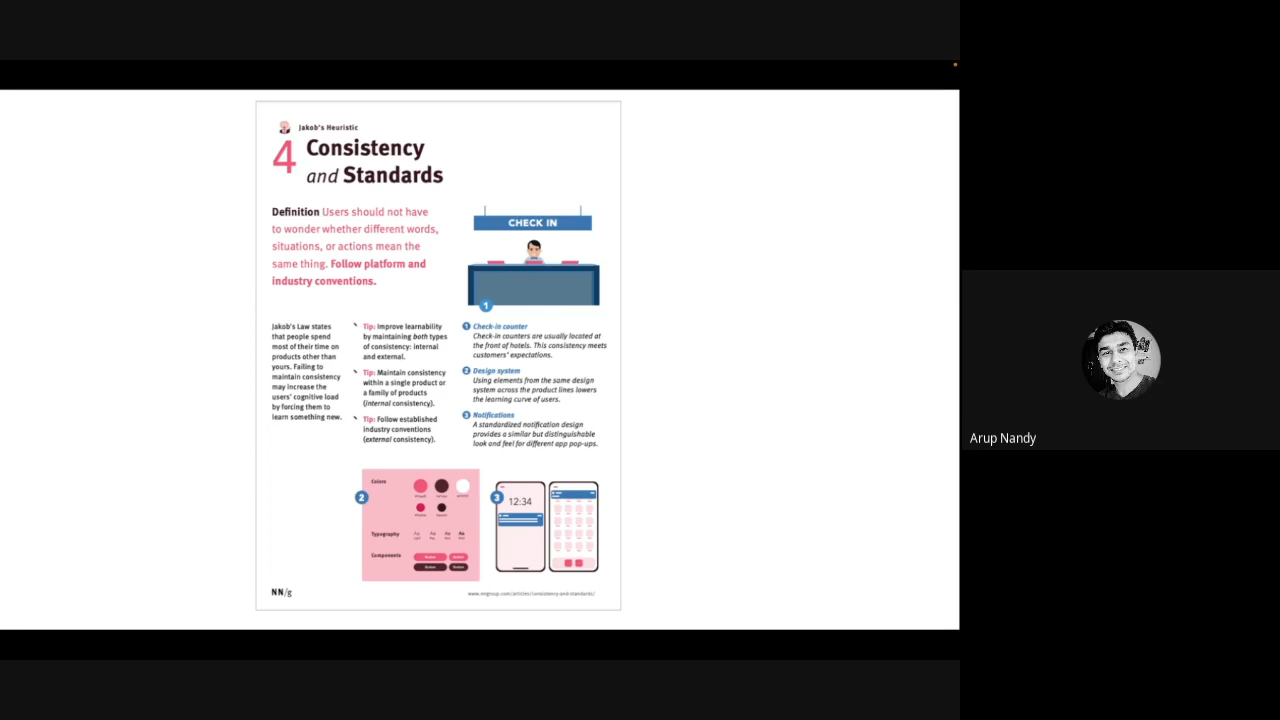 Jakob's Heuristic
4
Consistency
and Standards
Definition Users should not have
to wonder whether different words,
situations, or actions mean the
same thing. Follow platform and
industry conventions.
CHECK IN
1
Jakob's Law states
that people spend
most of their time on
products other than
yours. Failing to
maintain consistency
may increase the
users' cognitive load
by forcing them to
learn something new.
Tip: Improve learnability
by maintaining both types
of consistency: internal
and external.
Tip: Maintain consistency
within a single product or
a family of products
(internal consistency).
Tip: Follow established
industry conventions
(external consistency).
1 Check-in counter
Check-in counters are usually located at
the front of hotels. This consistency meets
customers' expectations.
2 Design system
Using elements from the same design
system across the product lines lowers
the learning curve of users.
3 Notifications
A standardized notification design
provides a similar but distinguishable
look and feel for different app pop-ups.
2
Colors
Typography
Aa Aa Aa Aa
Components
3
12:34
NN/g
www.nngroup.com/articles/consistency-and-standards/
Arup Nandy